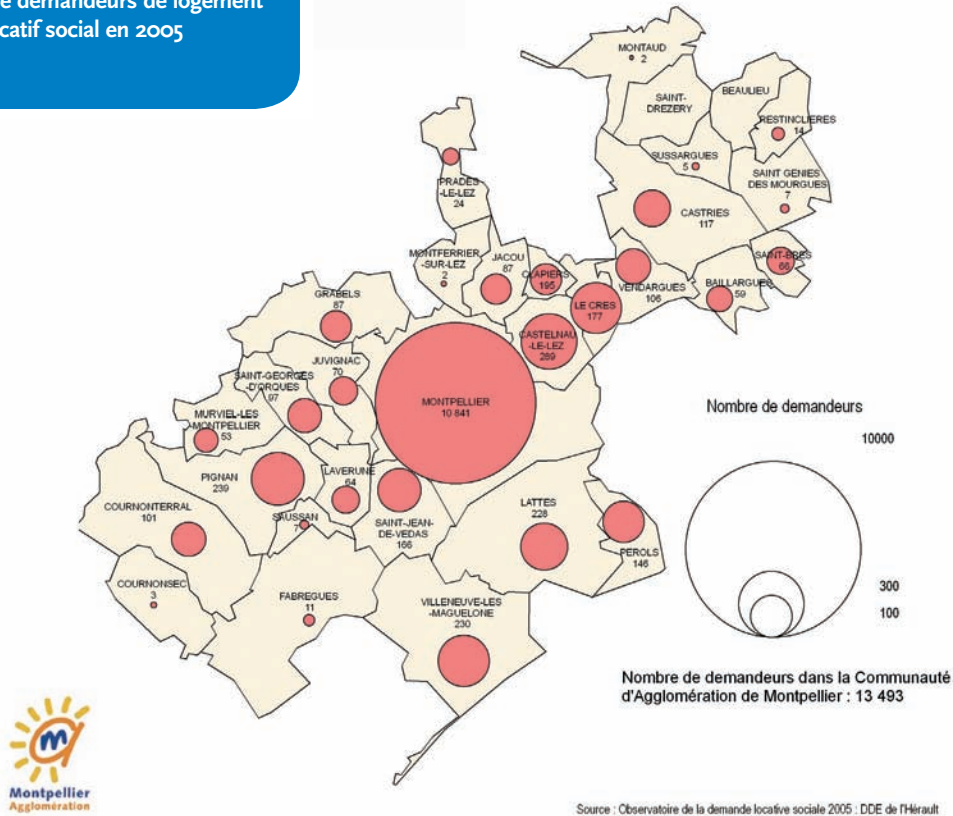 demandeurs de logement
catif social en 2005
MONTAUD
2
SAINT-
DREZERY
BEAULIEU
RESTINCLIERES
14
SUSSARGUES
5
SAINT GENIES
DES MOURGUES
7
PRADES
-LE-LEZ
24
CASTRIES
117
MONTFERRIER
-SUR-LEZ
2
JACOU
87
CLAPIERS
195
VENDARGUES
106
SAINT-BRES
66
BAILLARGUES
59
LE CRES
177
GRABELS
87
CASTELNAU
-LE-LEZ
289
JUVIGNAC
70
SAINT-GEORGES
-D'ORQUES
97
MONTPELLIER
10 841
MURVIEL-LES
-MONTPELLIER
53
PIGNAN
239
LAVERUNE
64
COURNONTERRAL
101
SAUSSAN
7
SAINT-JEAN-
DE-VEDAS
166
LATTES
228
PEROLS
146
COURNONSEC
3
FABREGUES
11
VILLENEUVE-LES
-MAGUELONE
230
Nombre de demandeurs
10000
300
100
Nombre de demandeurs dans la Communauté
d'Agglomération de Montpellier : 13 493
m
Montpellier
Agglomération
Source : Observatoire de la demande locative sociale 2005 : DDE de l'Hérault